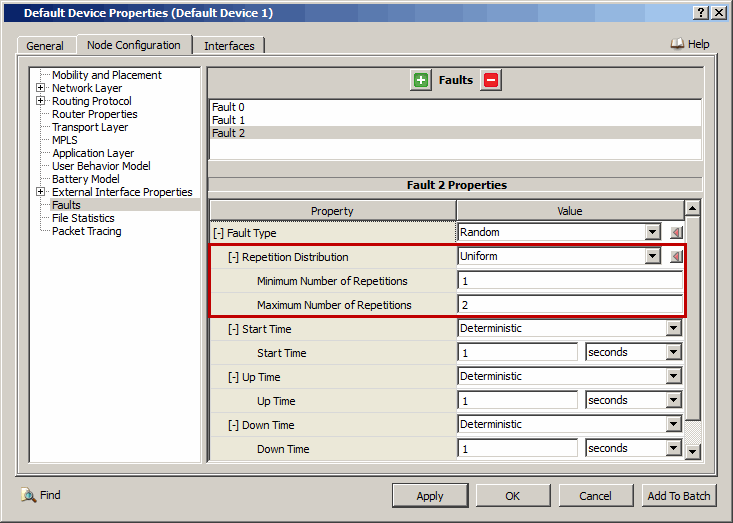 Default Device Properties (Default Device 1)
General Node Configuration Interfaces Help
Mobility and Placement
Network Layer
Routing Protocol
Router Properties
Transport Layer
MPLS
Application Layer
User Behavior Model
Battery Model
External Interface Properties
Faults
File Statistics
Packet Tracing
Faults
Fault 0
Fault 1
Fault 2
Fault 2 Properties
Property Value
[-] Fault Type Random
[-] Repetition Distribution Uniform
Minimum Number of Repetitions 1
Maximum Number of Repetitions 2
[-] Start Time Deterministic
Start Time 1 seconds
[-] Up Time Deterministic
Up Time 1 seconds
[-] Down Time Deterministic
Down Time 1 seconds
Find Apply OK Cancel Add To Batch